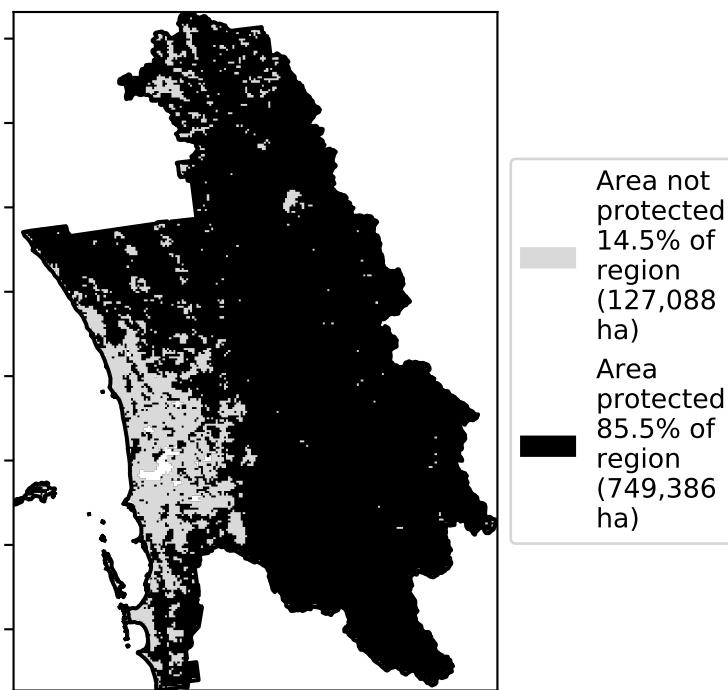 Area not
protected
14.5% of
region
(127,088
ha)
Area
protected
85.5% of
region
(749,386
ha)